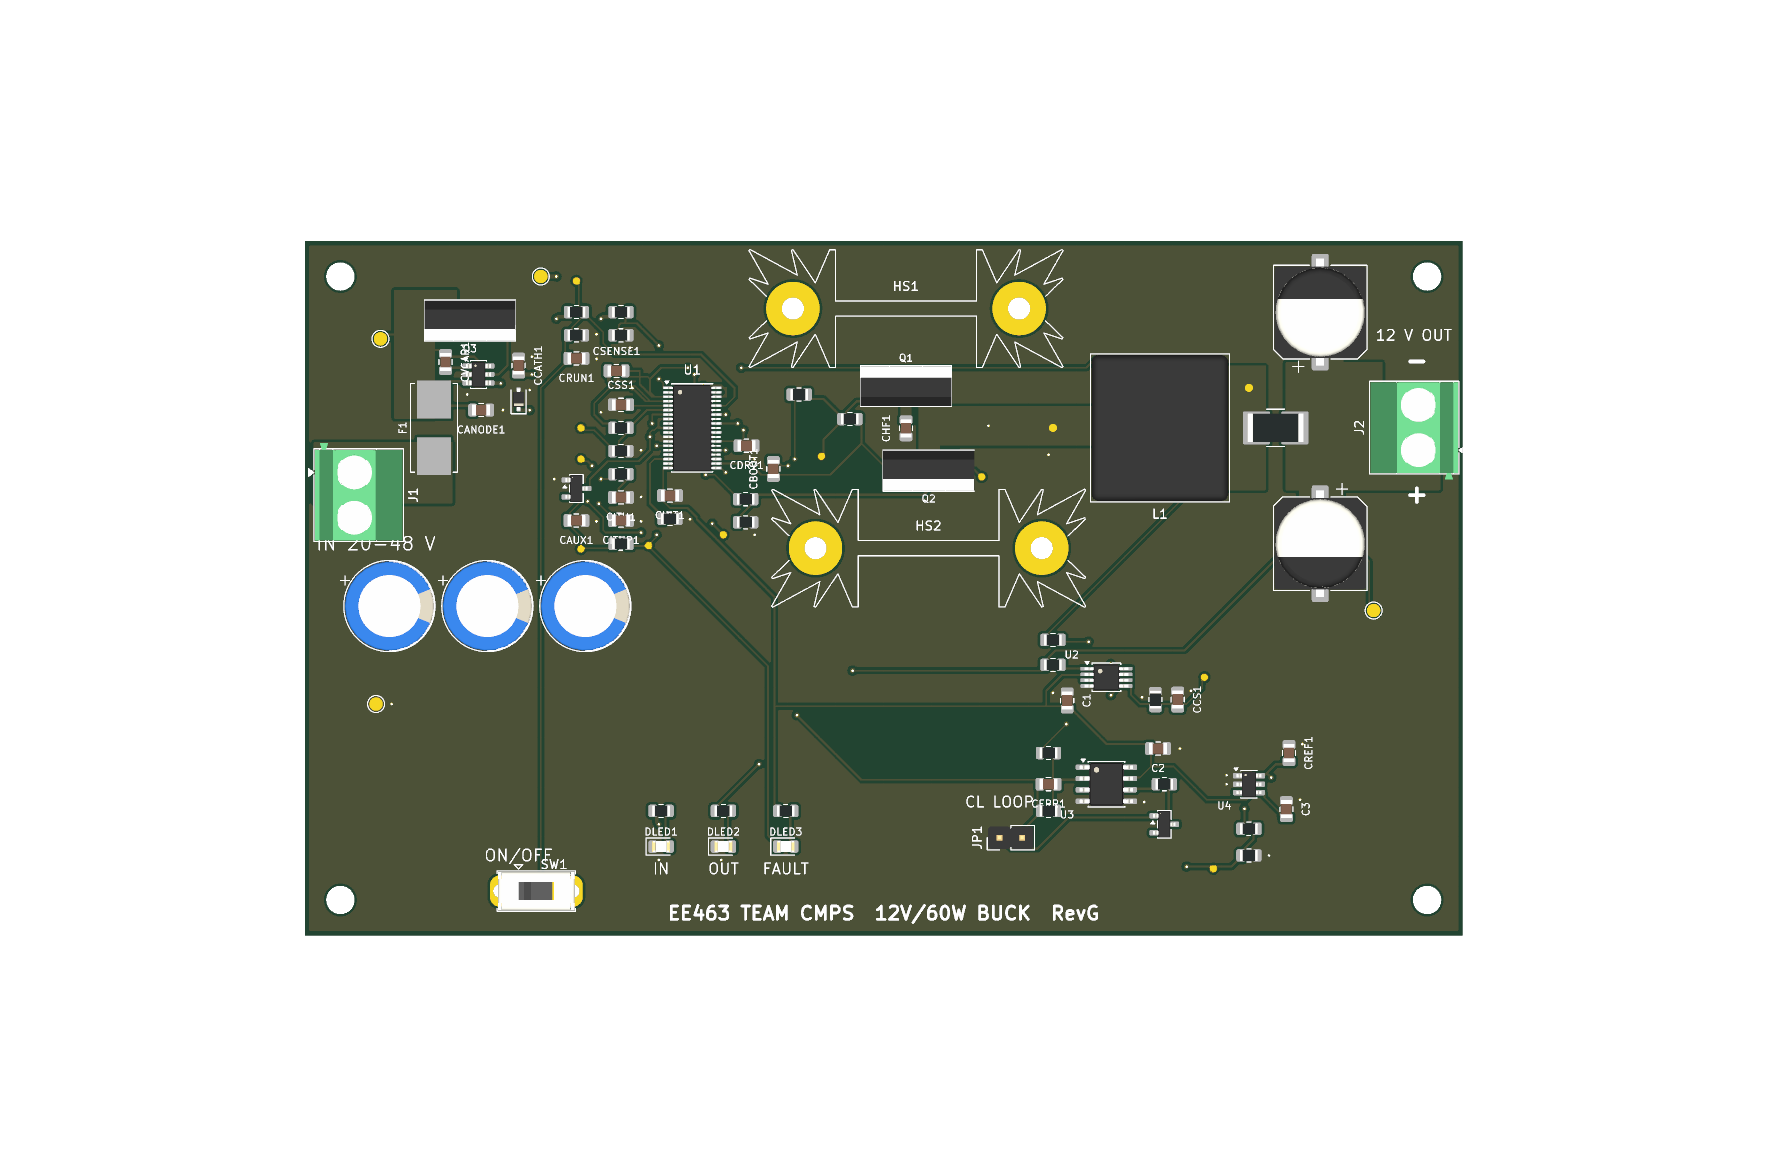 HS1
12 V OUT
−
+
CSENSE1
CCATH1
Q1
CRUN1
U1
CSS1
F1
CANODE1
CHF1
J2
CBOOT1
J1
Q2
L1
HS2
CAUX1
IN 20-48 V
+
+
+
+
+
U2
C1
CCS1
CREF1
C2
CL LOOP
U3
U4
C3
JP1
DLED1
DLED2
DLED3
ON/OFF
SW1
IN
OUT
FAULT
EE463 TEAM CMPS 12V/60W BUCK RevG